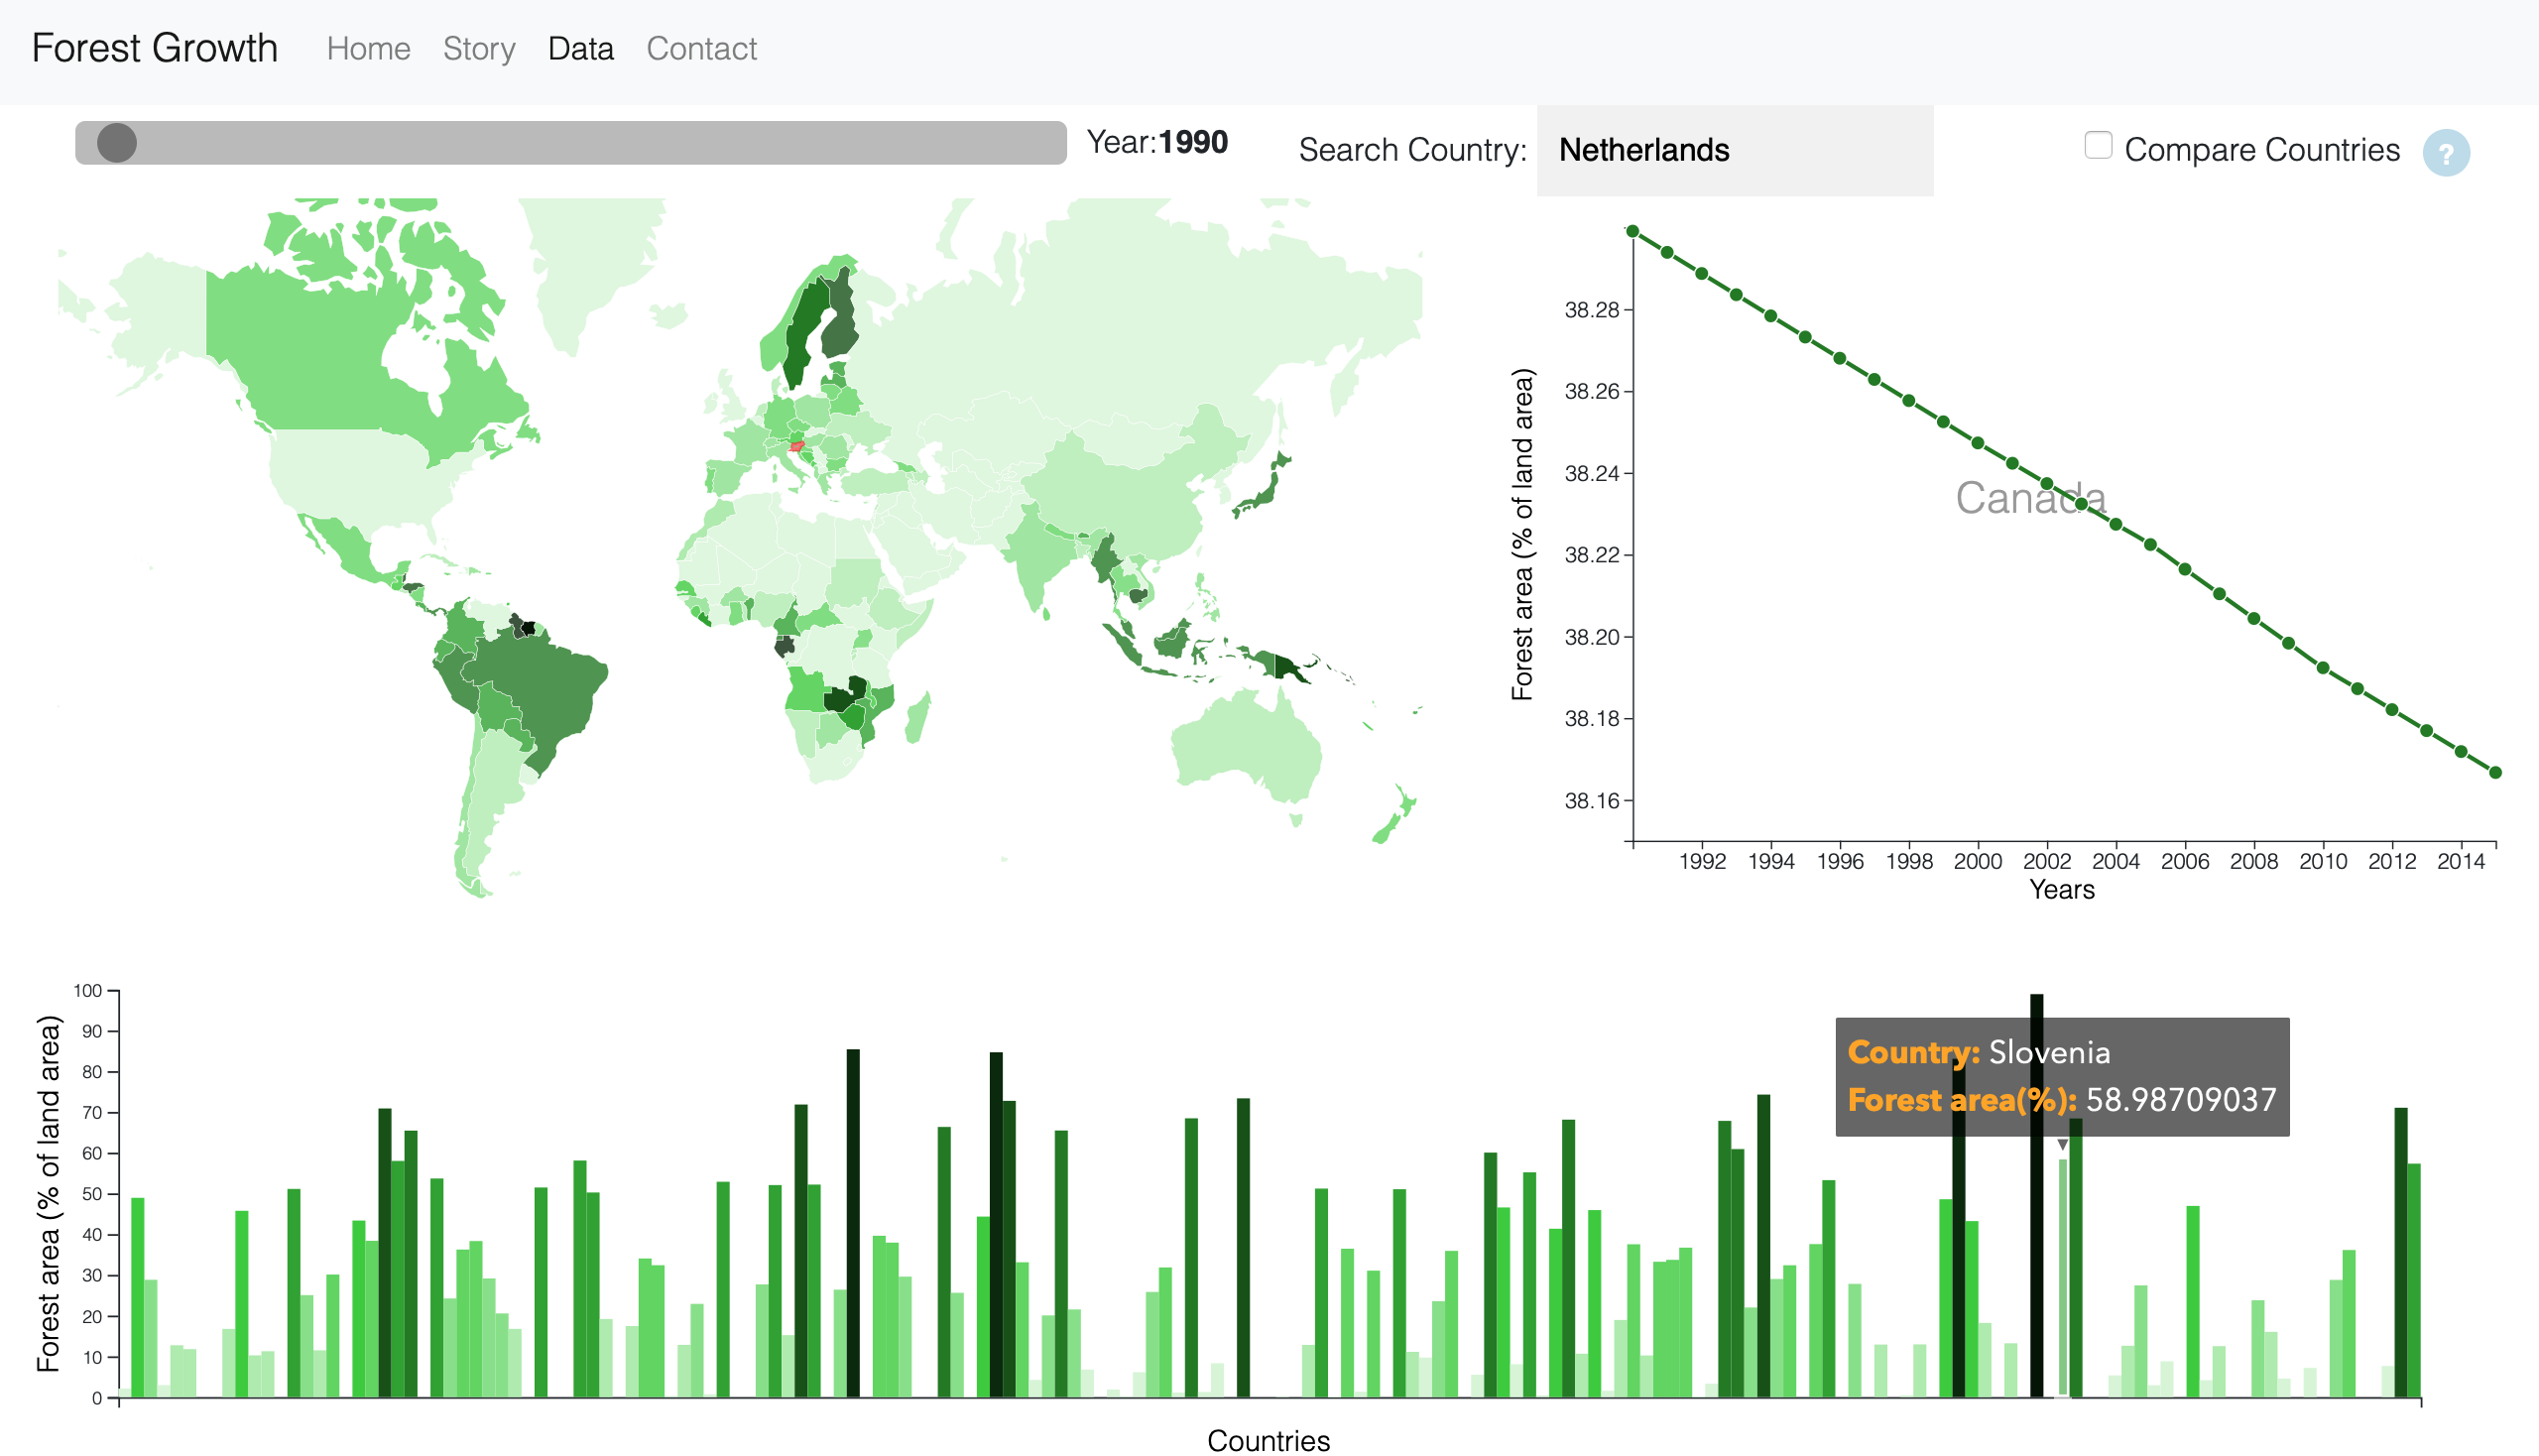 Forest Growth Home Story Data Contact
Year:1990
Search Country: Netherlands
Compare Countries ?
Forest area (% of land area)
38.28
38.26
38.24
38.22
38.20
38.18
38.16
Canada
1992 1994 1996 1998 2000 2002 2004 2006 2008 2010 2012 2014
Years
Forest area (% of land area)
100
90
80
70
60
50
40
30
20
10
0
Country: Slovenia
Forest area(%): 58.98709037
Countries